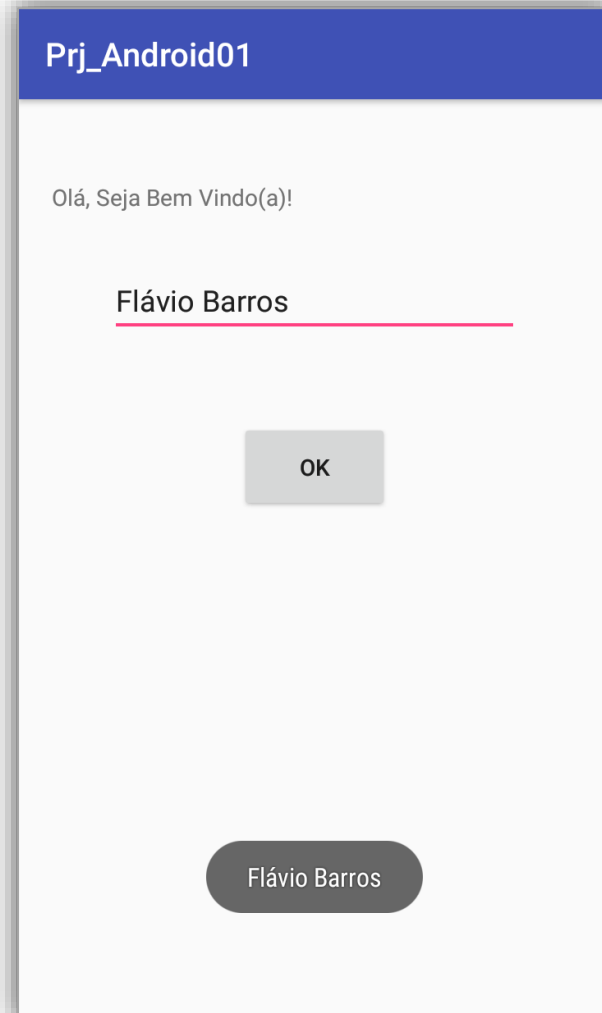 Prj_Android01
Olá, Seja Bem Vindo(a)!
Flávio Barros
OK
Flávio Barros